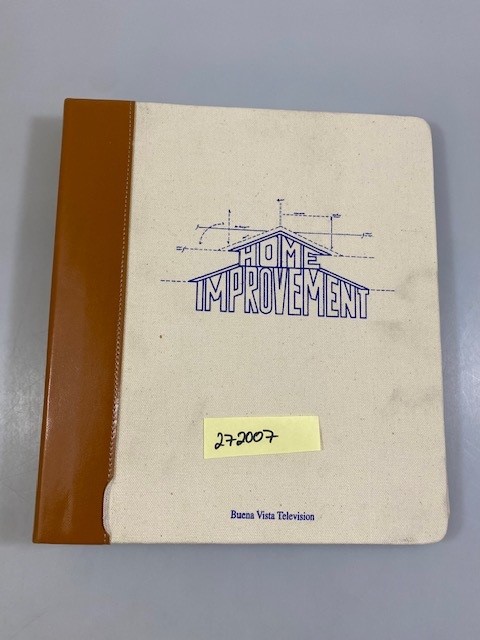 HOME
IMPROVEMENT
272007
Buena Vista Television